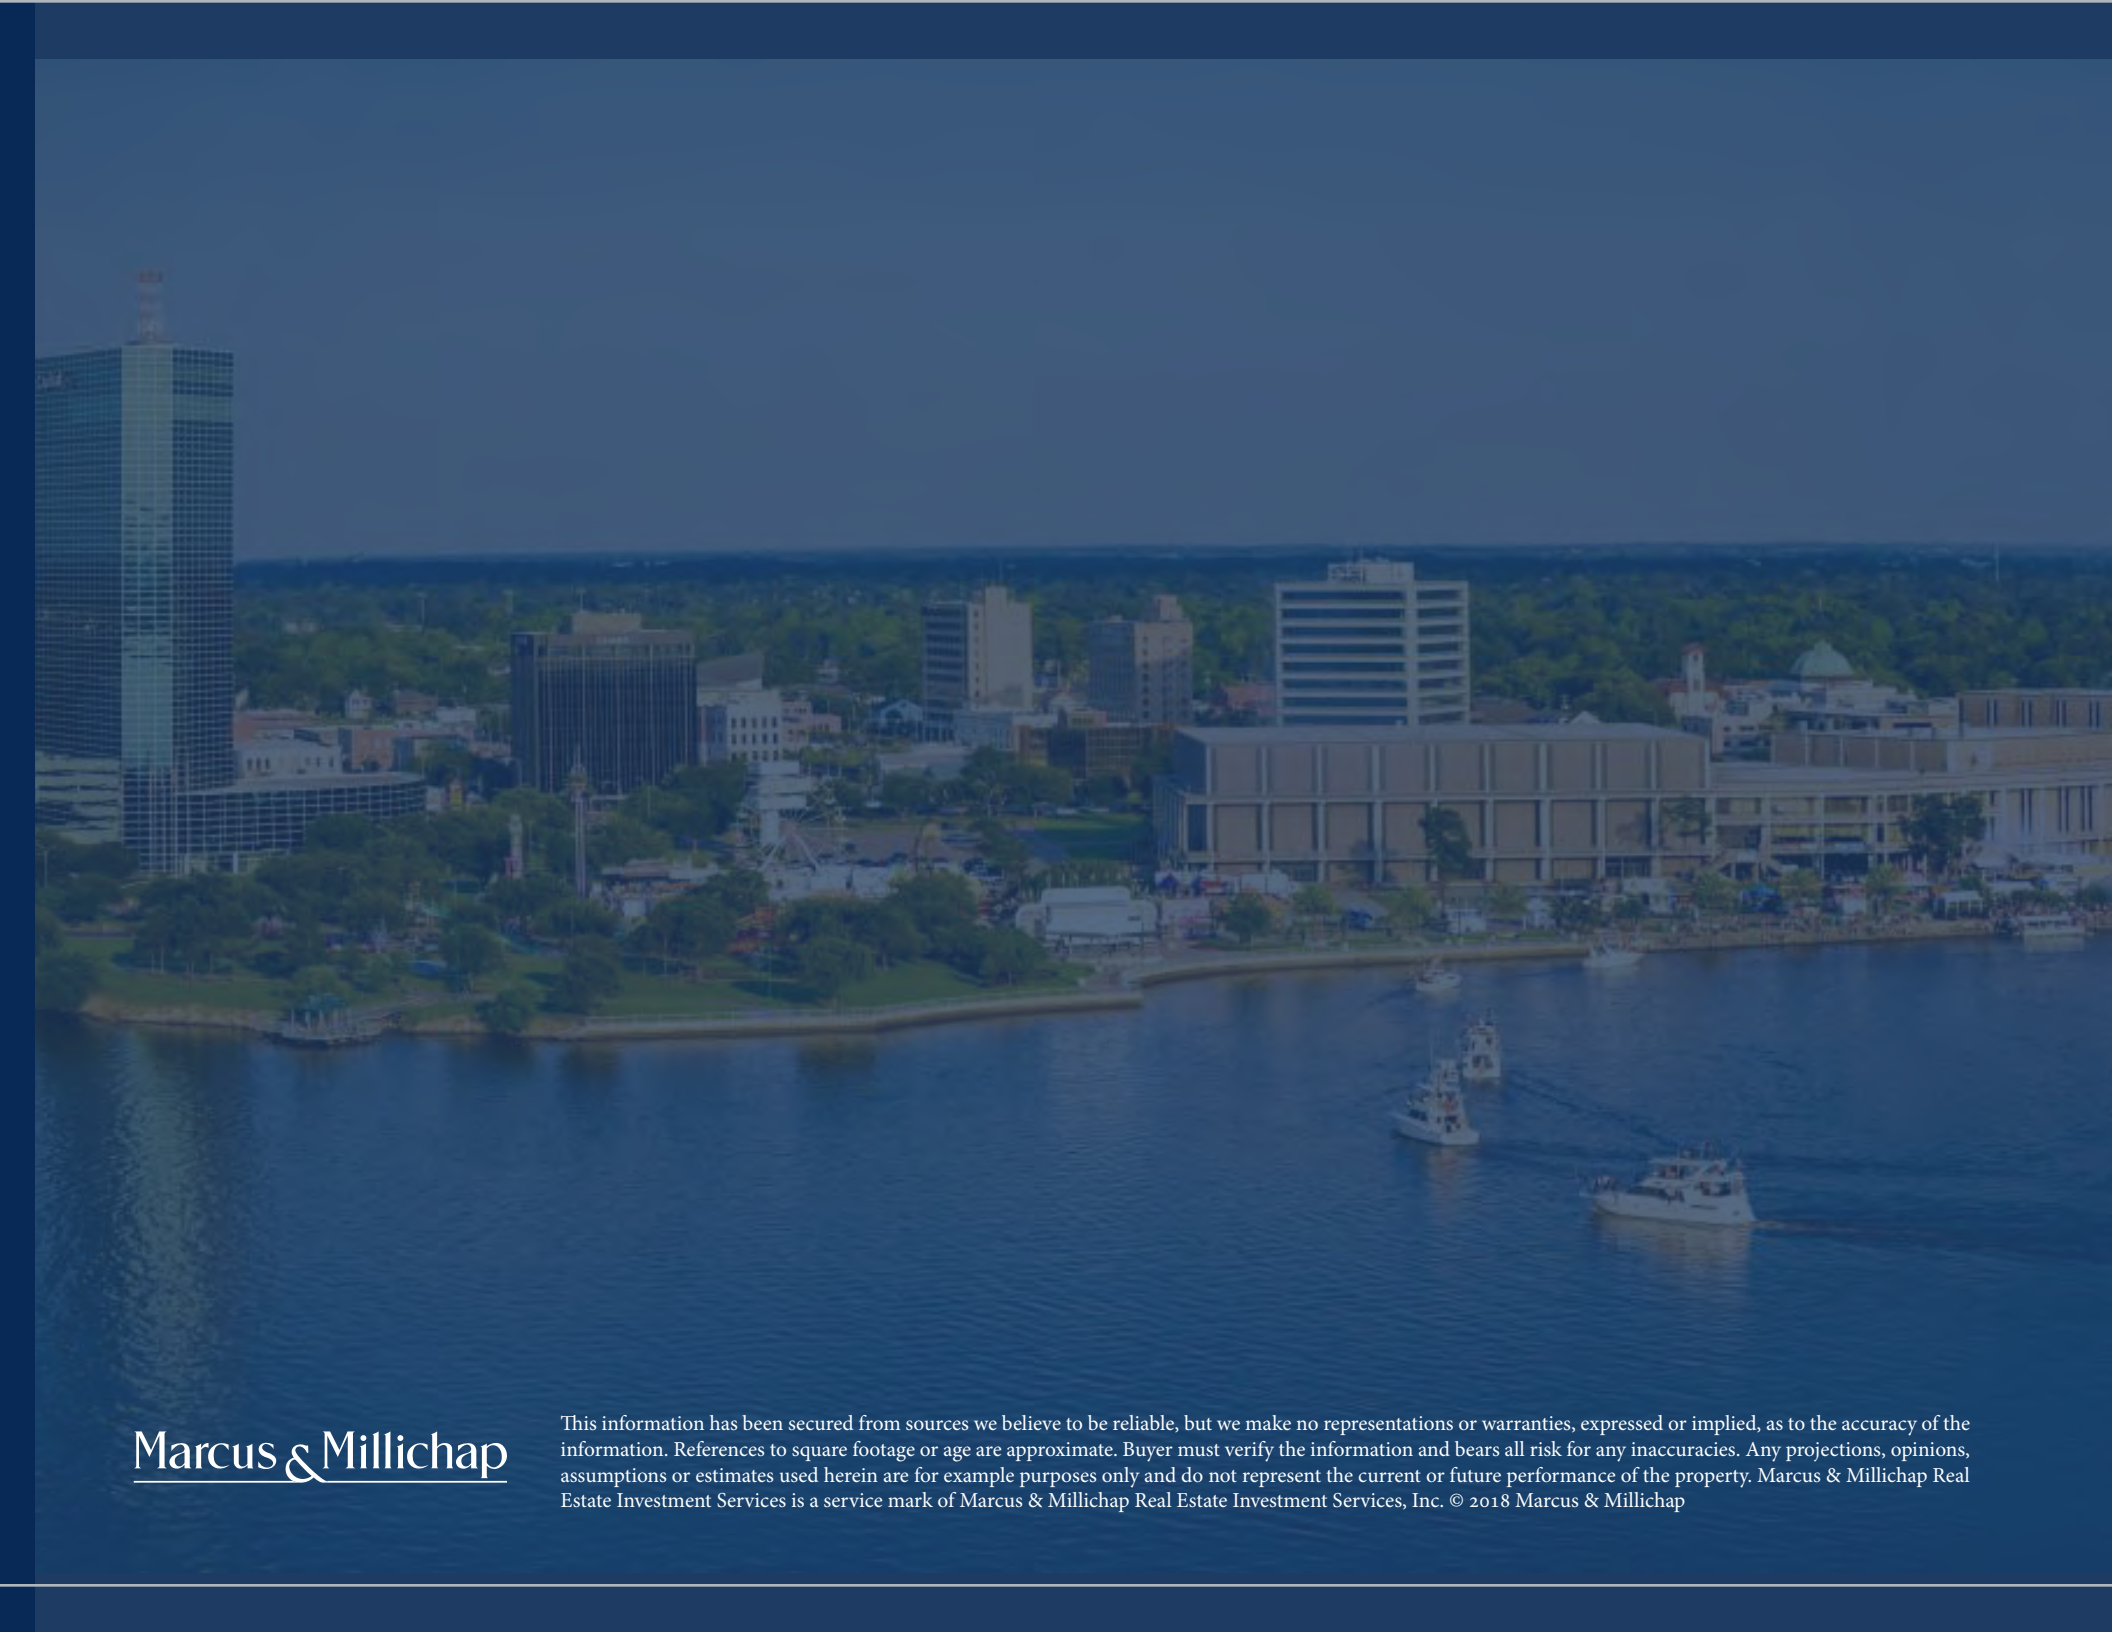 Marcus & Millichap
This information has been secured from sources we believe to be reliable, but we make no representations or warranties, expressed or implied, as to the accuracy of the
information. References to square footage or age are approximate. Buyer must verify the information and bears all risk for any inaccuracies. Any projections, opinions,
assumptions or estimates used herein are for example purposes only and do not represent the current or future performance of the property. Marcus & Millichap Real
Estate Investment Services is a service mark of Marcus & Millichap Real Estate Investment Services, Inc. © 2018 Marcus & Millichap